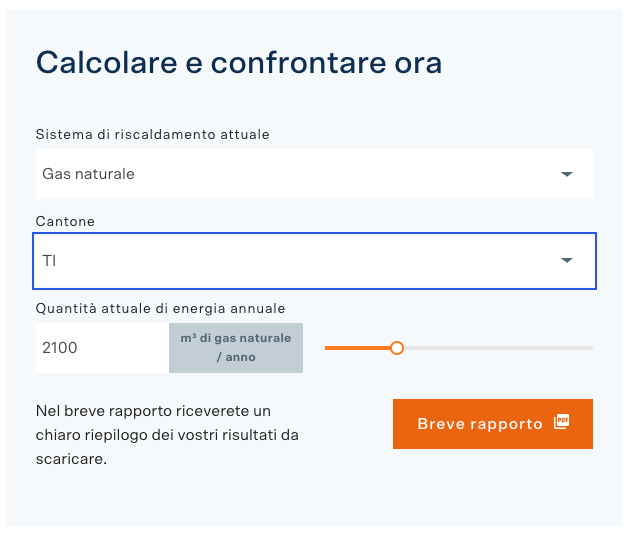 Calcolare e confrontare ora
Sistema di riscaldamento attuale
Gas naturale
Cantone
TI
Quantità attuale di energia annuale
2100
m³ di gas naturale
/ anno
Nel breve rapporto riceverete un
chiaro riepilogo dei vostri risultati da
scaricare.
Breve rapporto
PDF